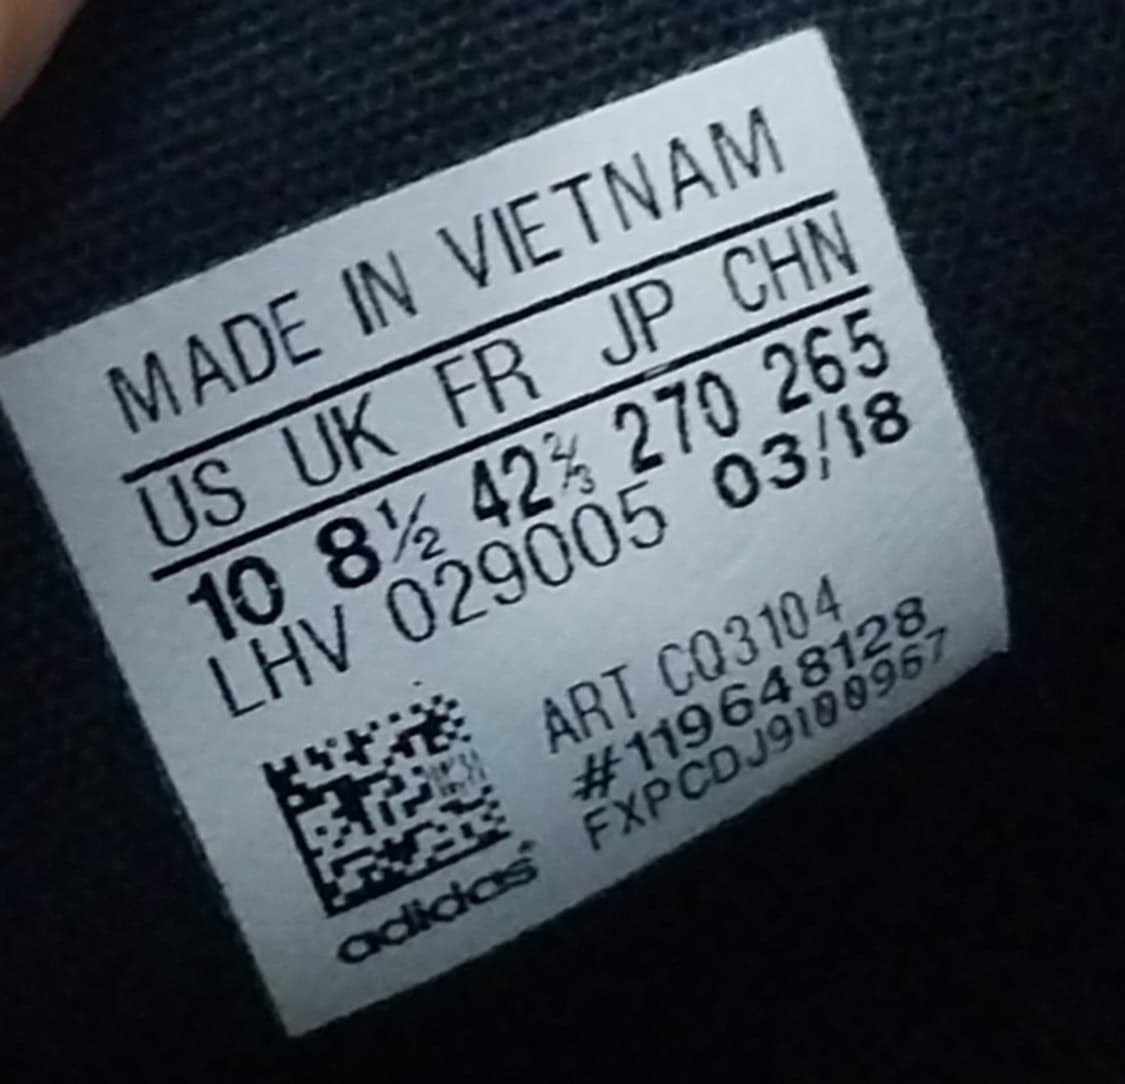 MADE IN VIETNAM
US UK FR JP CHN
10 8½ 42⅔ 270 265
LHV 029005 03/18
ART CQ3104
#119648128
FXPCDJ9100967
adidas